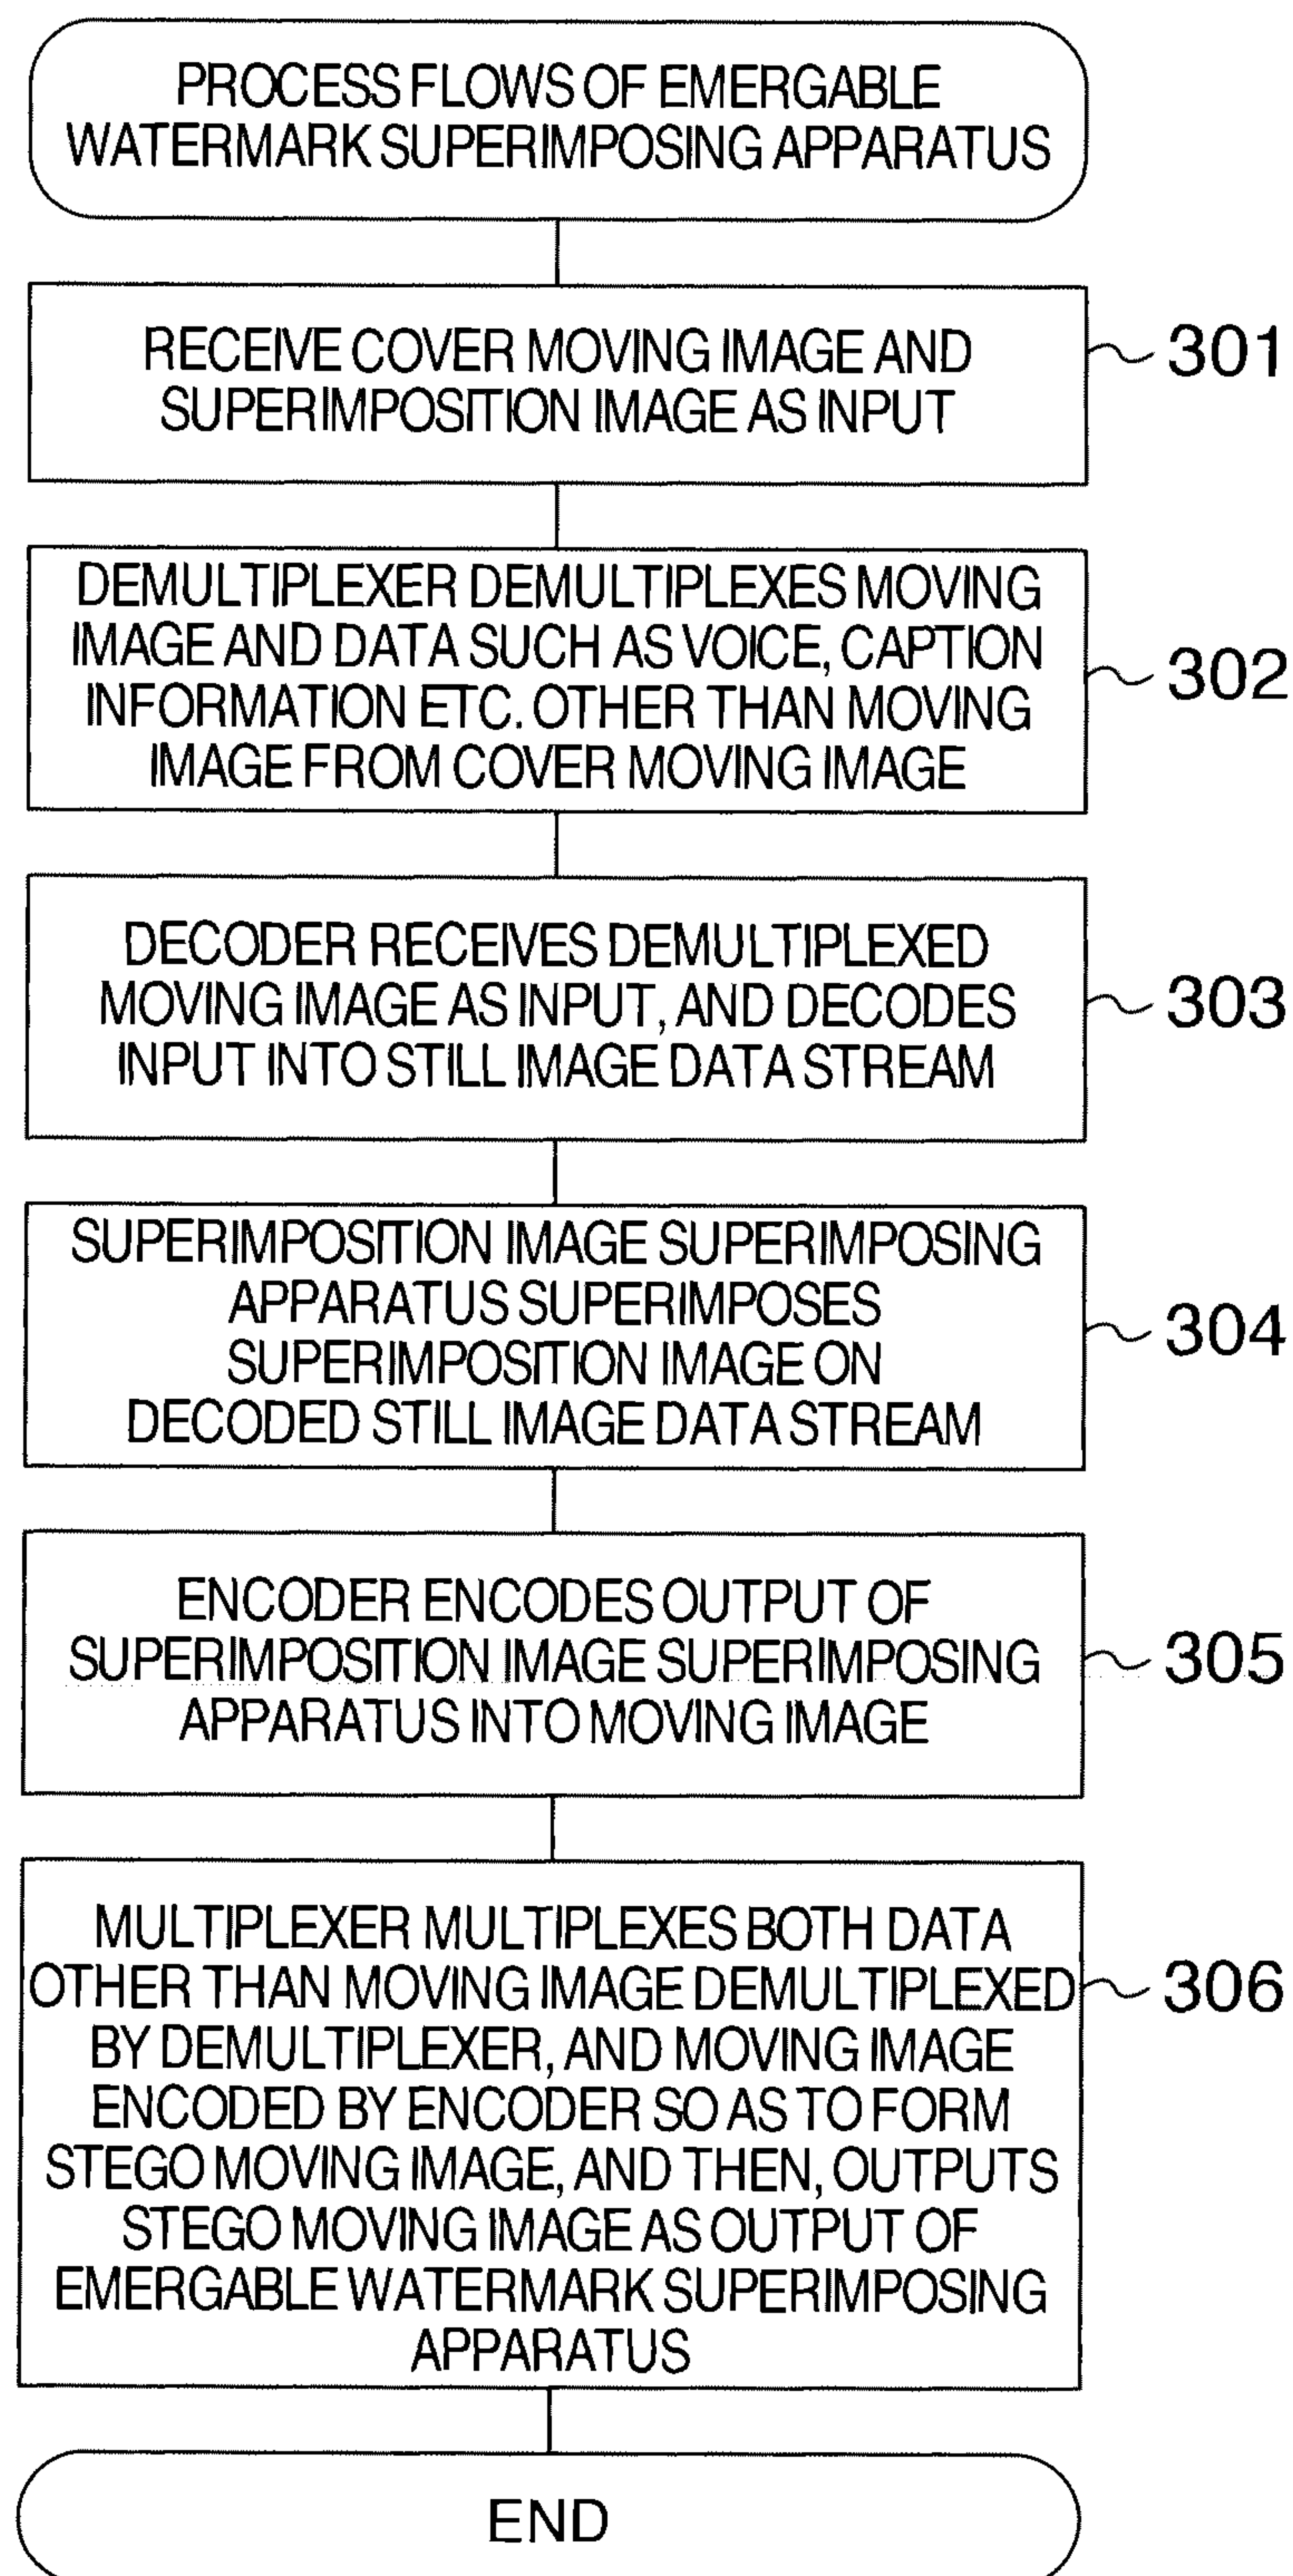 PROCESS FLOWS OF EMERGABLE
WATERMARK SUPERIMPOSING APPARATUS
RECEIVE COVER MOVING IMAGE AND
SUPERIMPOSITION IMAGE AS INPUT
301
DEMULTIPLEXER DEMULTIPLEXES MOVING
IMAGE AND DATA SUCH AS VOICE, CAPTION
INFORMATION ETC. OTHER THAN MOVING
IMAGE FROM COVER MOVING IMAGE
302
DECODER RECEIVES DEMULTIPLEXED
MOVING IMAGE AS INPUT, AND DECODES
INPUT INTO STILL IMAGE DATA STREAM
303
SUPERIMPOSITION IMAGE SUPERIMPOSING
APPARATUS SUPERIMPOSES
SUPERIMPOSITION IMAGE ON
DECODED STILL IMAGE DATA STREAM
304
ENCODER ENCODES OUTPUT OF
SUPERIMPOSITION IMAGE SUPERIMPOSING
APPARATUS INTO MOVING IMAGE
305
MULTIPLEXER MULTIPLEXES BOTH DATA
OTHER THAN MOVING IMAGE DEMULTIPLEXED
BY DEMULTIPLEXER, AND MOVING IMAGE
ENCODED BY ENCODER SO AS TO FORM
STEGO MOVING IMAGE, AND THEN, OUTPUTS
STEGO MOVING IMAGE AS OUTPUT OF
EMERGABLE WATERMARK SUPERIMPOSING
APPARATUS
306
END